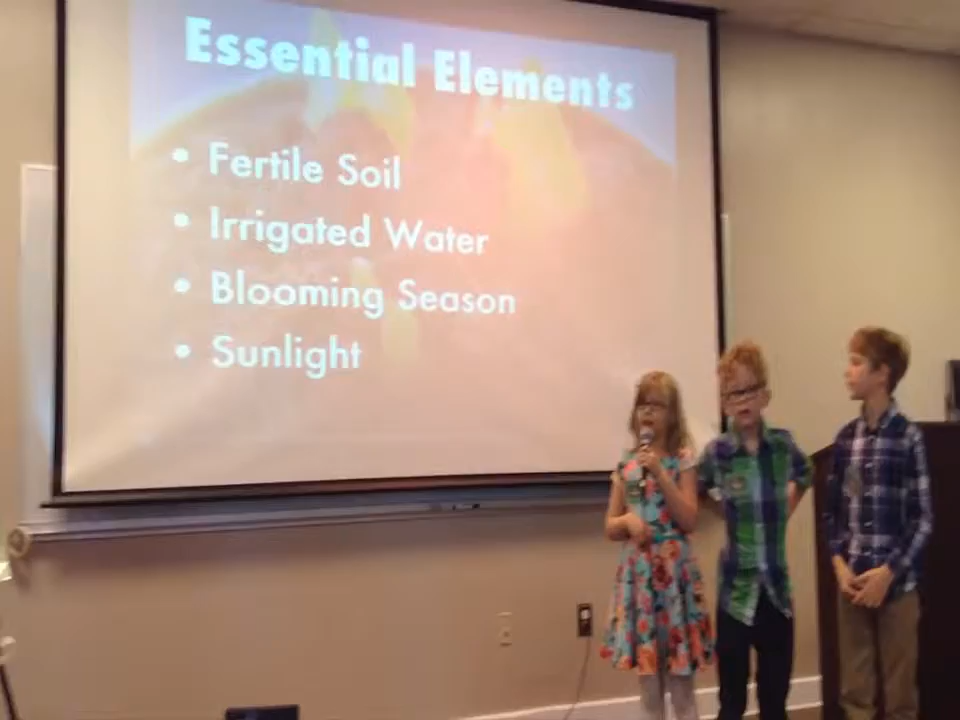 Essential Elements
• Fertile Soil
• Irrigated Water
• Blooming Season
• Sunlight